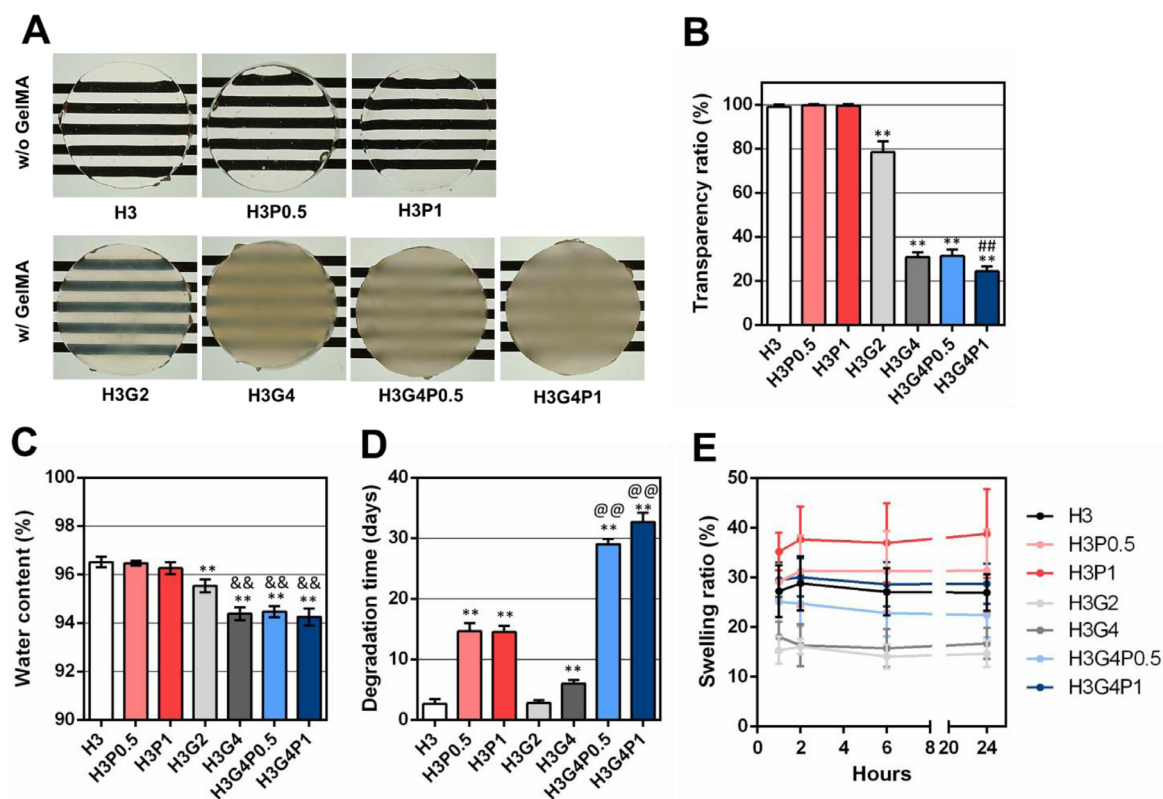 A
w/o GelMA
H3
H3P0.5
H3P1
w/ GelMA
H3G2
H3G4
H3G4P0.5
H3G4P1
B
Transparency ratio (%)
100
80
60
40
20
0
**
**
**
##
**
H3
H3P0.5
H3P1
H3G2
H3G4
H3G4P0.5
H3G4P1
C
Water content (%)
100
98
96
94
92
90
**
&&
**
&&
**
&&
**
H3
H3P0.5
H3P1
H3G2
H3G4
H3G4P0.5
H3G4P1
D
Degradation time (days)
40
30
20
10
0
**
**
**
@@
**
@@
**
H3
H3P0.5
H3P1
H3G2
H3G4
H3G4P0.5
H3G4P1
E
Swelling ratio (%)
50
40
30
20
10
0
0 2 4 6 8 20 24
Hours
H3
H3P0.5
H3P1
H3G2
H3G4
H3G4P0.5
H3G4P1